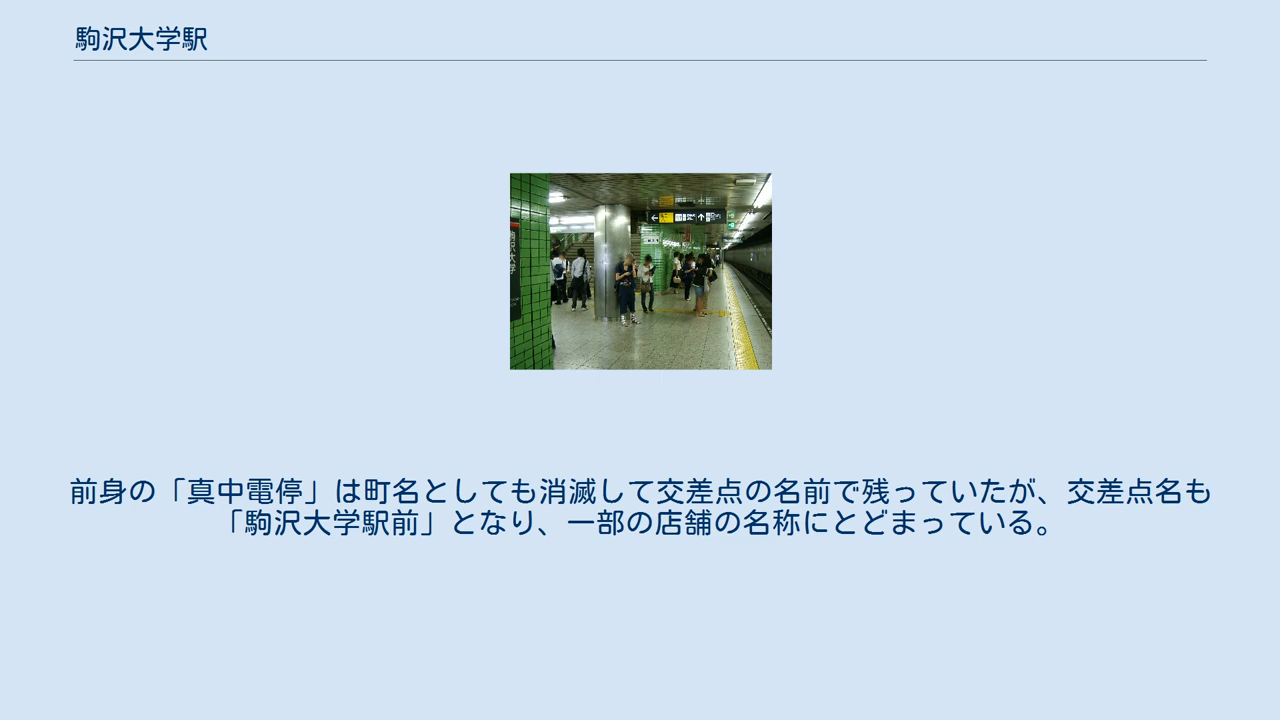 駒沢大学駅
前身の「真中電停」は町名としても消滅して交差点の名前で残っていたが、交差点名も
「駒沢大学駅前」となり、一部の店舗の名称にとどまっている。